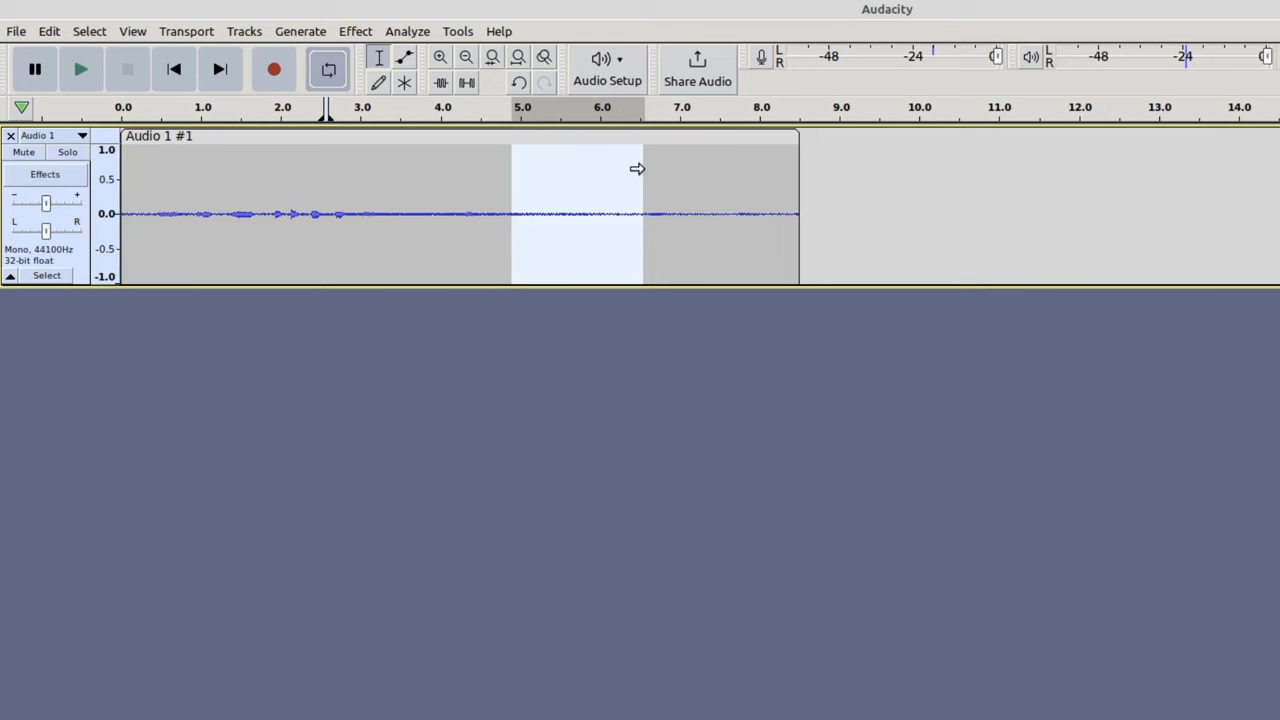 Audacity
File Edit Select View Transport Tracks Generate Effect Analyze Tools Help
L R -48 -24 0 L R -48 -24 0
Audio Setup Share Audio
0.0 1.0 2.0 3.0 4.0 5.0 6.0 7.0 8.0 9.0 10.0 11.0 12.0 13.0 14.0
Audio 1 Audio 1 #1
Mute Solo 1.0
Effects 0.5
- +
L R 0.0
Mono, 44100Hz -0.5
32-bit float
Select -1.0